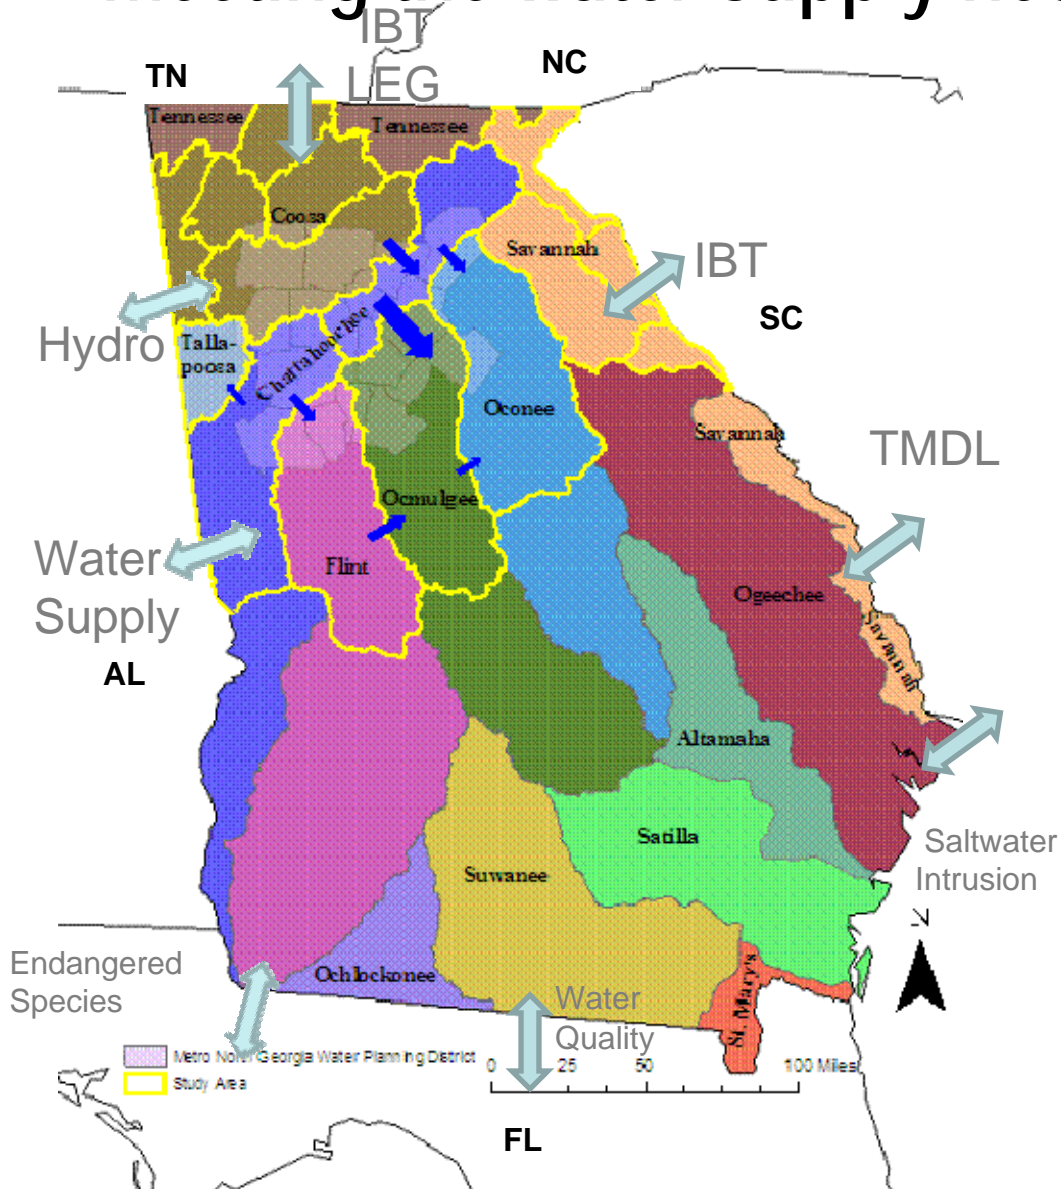 IBT
LEG
TN
NC
Tennessee
Tennessee
Coosa
Savannah
IBT
SC
Hydro
Talla-
poosa
Chattahoochee
Oconee
Savannah
TMDL
Ocmulgee
Water
Supply
Flint
Ogeechee
Savannah
AL
Altamaha
Satilla
Saltwater
Intrusion
Suwanee
Endangered
Species
Ochlockonee
Water
Quality
St. Mary's
Metro North Georgia Water Planning District
Study Area
0 25 50 100 Miles
FL